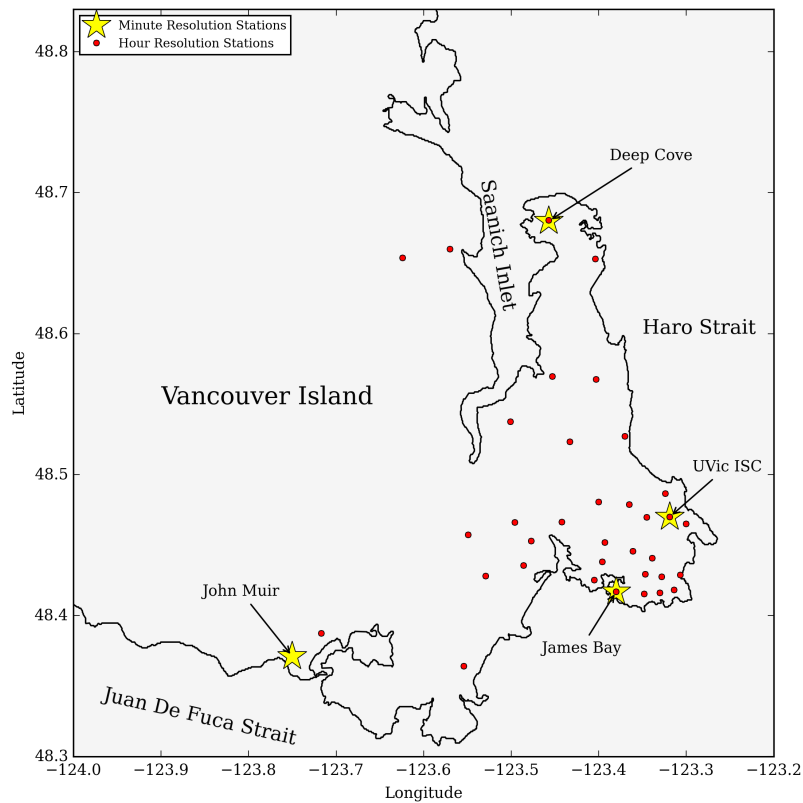 Minute Resolution Stations
Hour Resolution Stations
48.8
Deep Cove
48.7
Saanich Inlet
48.6
Haro Strait
Latitude
Vancouver Island
48.5
UVic ISC
48.4
John Muir
James Bay
Juan De Fuca Strait
48.3
−124.0 −123.9 −123.8 −123.7 −123.6 −123.5 −123.4 −123.3 −123.2
Longitude